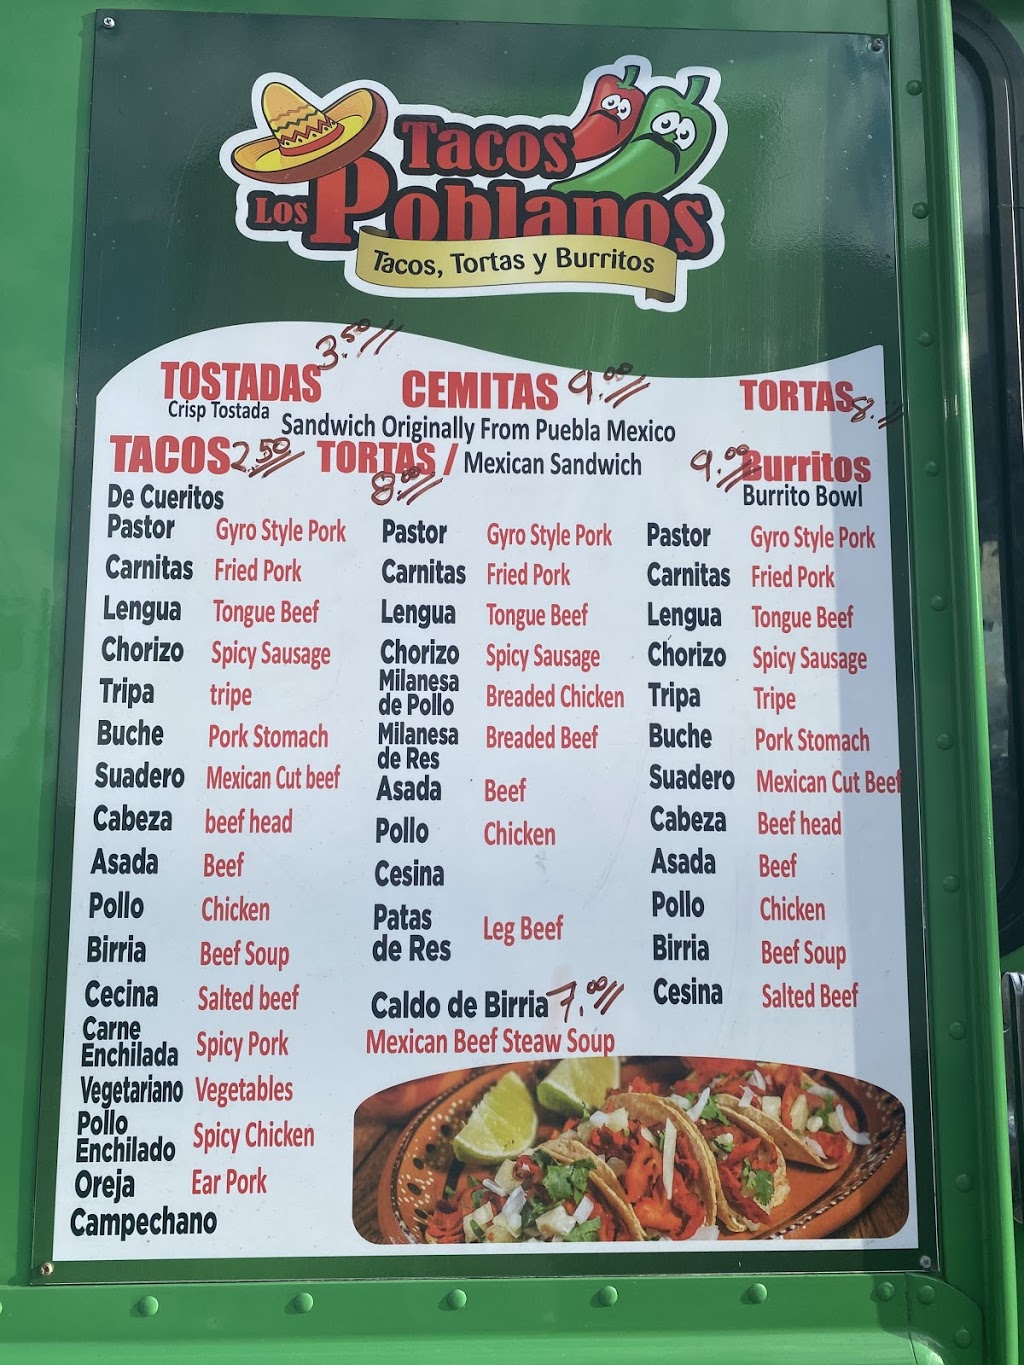 Tacos
Los Poblanos
Tacos, Tortas y Burritos
TOSTADAS 3.50
Crisp Tostada
CEMITAS 9.00
Sandwich Originally From Puebla Mexico
TORTAS 8.
TACOS 2.50
De Cueritos
Pastor Gyro Style Pork
Carnitas Fried Pork
Lengua Tongue Beef
Chorizo Spicy Sausage
Tripa tripe
Buche Pork Stomach
Suadero Mexican Cut beef
Cabeza beef head
Asada Beef
Pollo Chicken
Birria Beef Soup
Cecina Salted beef
Carne
Enchilada Spicy Pork
Vegetariano Vegetables
Pollo
Enchilado Spicy Chicken
Oreja Ear Pork
Campechano
TORTAS / Mexican Sandwich
8.00
Pastor Gyro Style Pork
Carnitas Fried Pork
Lengua Tongue Beef
Chorizo Spicy Sausage
Milanesa
de Pollo Breaded Chicken
Milanesa
de Res Breaded Beef
Asada Beef
Pollo Chicken
Cesina
Patas
de Res Leg Beef
Caldo de Birria 7.00
Mexican Beef Steaw Soup
9.00 Burritos
Burrito Bowl
Pastor Gyro Style Pork
Carnitas Fried Pork
Lengua Tongue Beef
Chorizo Spicy Sausage
Tripa Tripe
Buche Pork Stomach
Suadero Mexican Cut Beef
Cabeza Beef head
Asada Beef
Pollo Chicken
Birria Beef Soup
Cesina Salted Beef